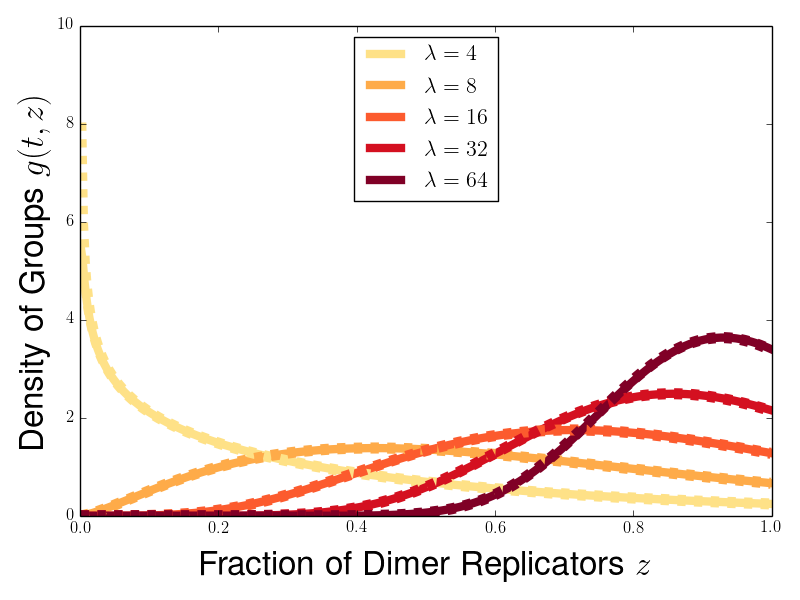 Density of Groups g(t, z)
10
8
6
4
2
0
λ = 4
λ = 8
λ = 16
λ = 32
λ = 64
0.0 0.2 0.4 0.6 0.8 1.0
Fraction of Dimer Replicators z